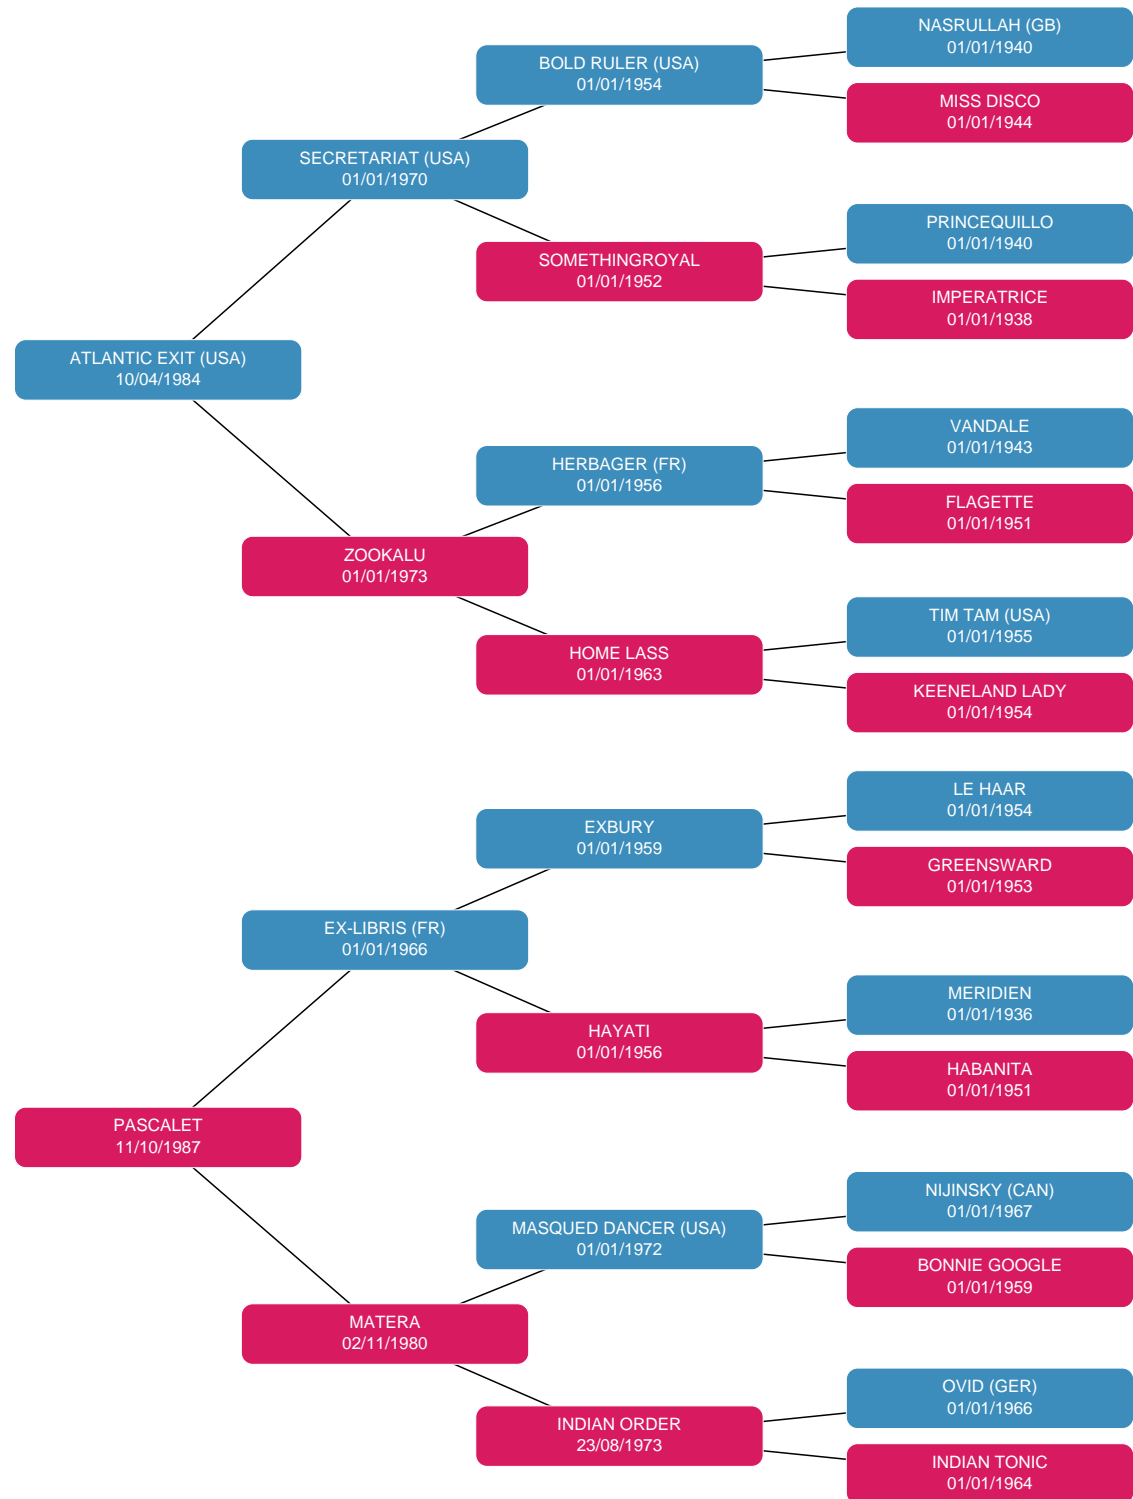 NASRULLAH (GB)
01/01/1940
BOLD RULER (USA)
01/01/1954
MISS DISCO
01/01/1944
SECRETARIAT (USA)
01/01/1970
PRINCEQUILLO
01/01/1940
SOMETHINGROYAL
01/01/1952
IMPERATRICE
01/01/1938
ATLANTIC EXIT (USA)
10/04/1984
VANDALE
01/01/1943
HERBAGER (FR)
01/01/1956
FLAGETTE
01/01/1951
ZOOKALU
01/01/1973
TIM TAM (USA)
01/01/1955
HOME LASS
01/01/1963
KEENELAND LADY
01/01/1954
LE HAAR
01/01/1954
EXBURY
01/01/1959
GREENSWARD
01/01/1953
EX-LIBRIS (FR)
01/01/1966
MERIDIEN
01/01/1936
HAYATI
01/01/1956
HABANITA
01/01/1951
PASCALET
11/10/1987
NIJINSKY (CAN)
01/01/1967
MASQUED DANCER (USA)
01/01/1972
BONNIE GOOGLE
01/01/1959
MATERA
02/11/1980
OVID (GER)
01/01/1966
INDIAN ORDER
23/08/1973
INDIAN TONIC
01/01/1964